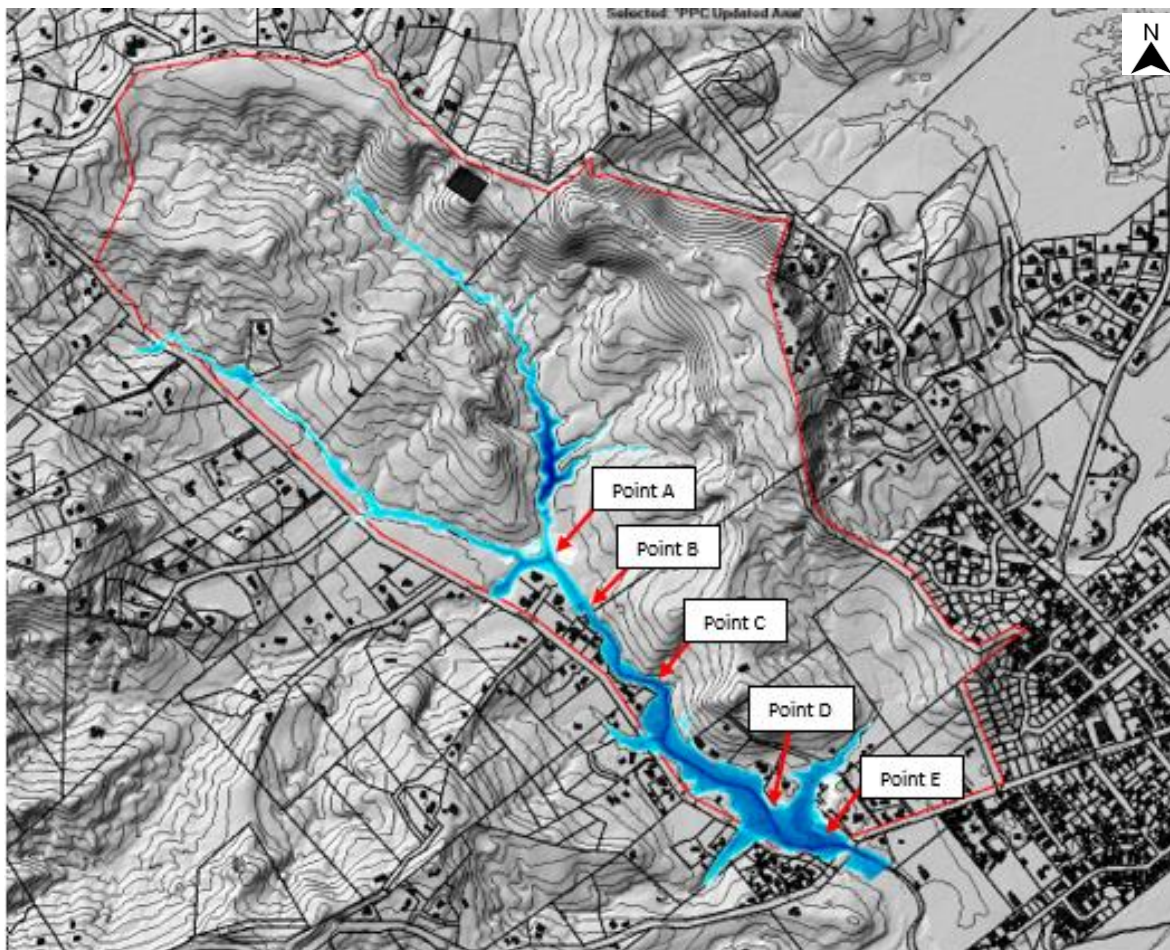 Selected: "PPC Updated Area"
N
Point A
Point B
Point C
Point D
Point E